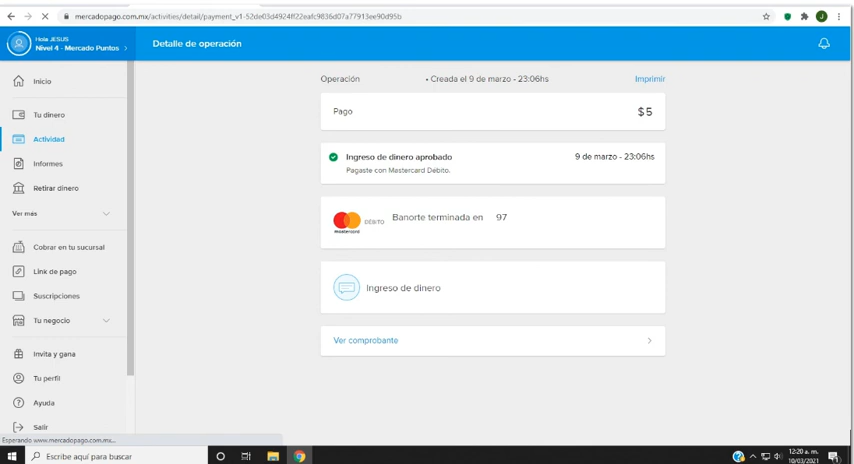 mercadopago.com.mx/activities/detail/payment_v1-52de03d4924ff22eafc9836d07a77913ee90d95b
J
Hola JESUS
Nivel 4 - Mercado Puntos
Detalle de operación
Inicio
Tu dinero
Actividad
Informes
Retirar dinero
Ver más
Cobrar en tu sucursal
Link de pago
Suscripciones
Tu negocio
Invita y gana
Tu perfil
Ayuda
Salir
Operación • Creada el 9 de marzo - 23:06hs Imprimir
Pago $5
Ingreso de dinero aprobado 9 de marzo - 23:06hs
Pagaste con Mastercard Débito.
mastercard DÉBITO Banorte terminada en 97
Ingreso de dinero
Ver comprobante
Esperando www.mercadopago.com.mx...
Escribe aquí para buscar
12:20 a. m.
10/03/2021